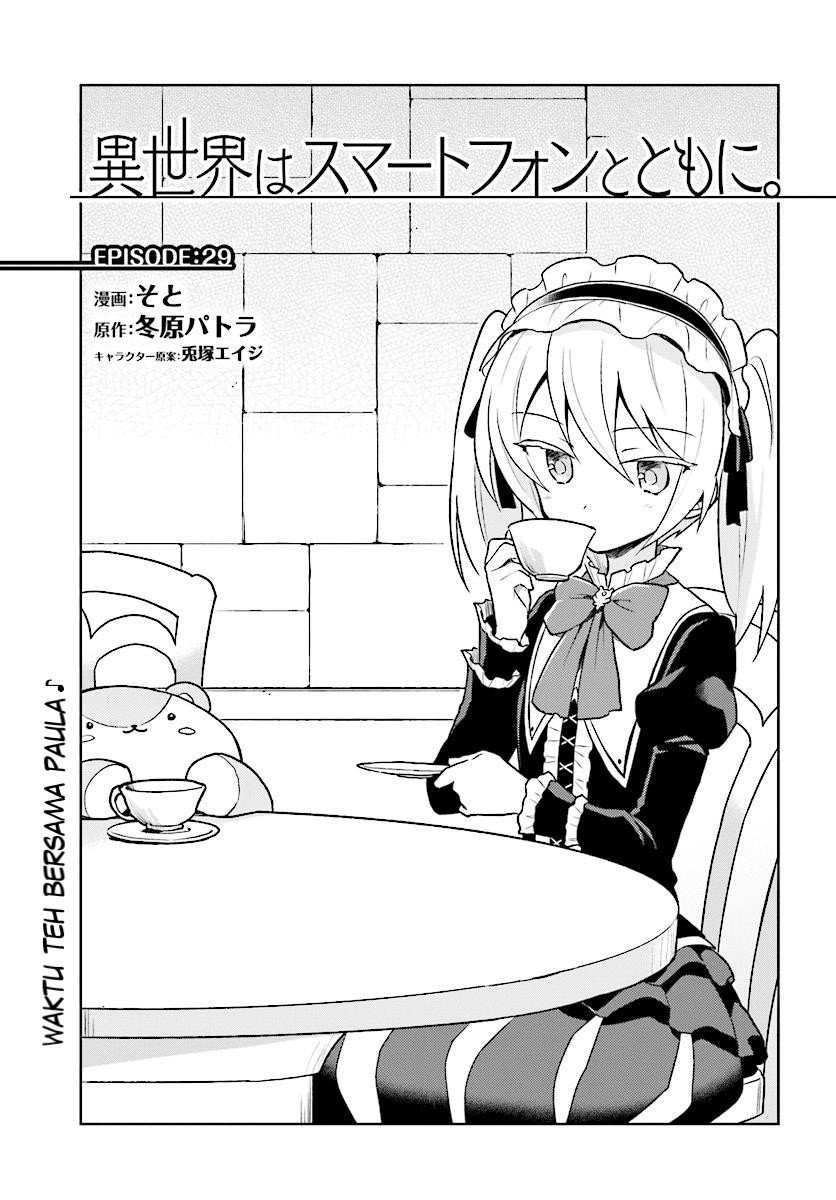 異世界はスマートフォンとともに。
EPISODE:29
漫画:そと
原作:冬原パトラ
キャラクター原案:兎塚エイジ
WAKTU TEH BERSAMA PAULA♪